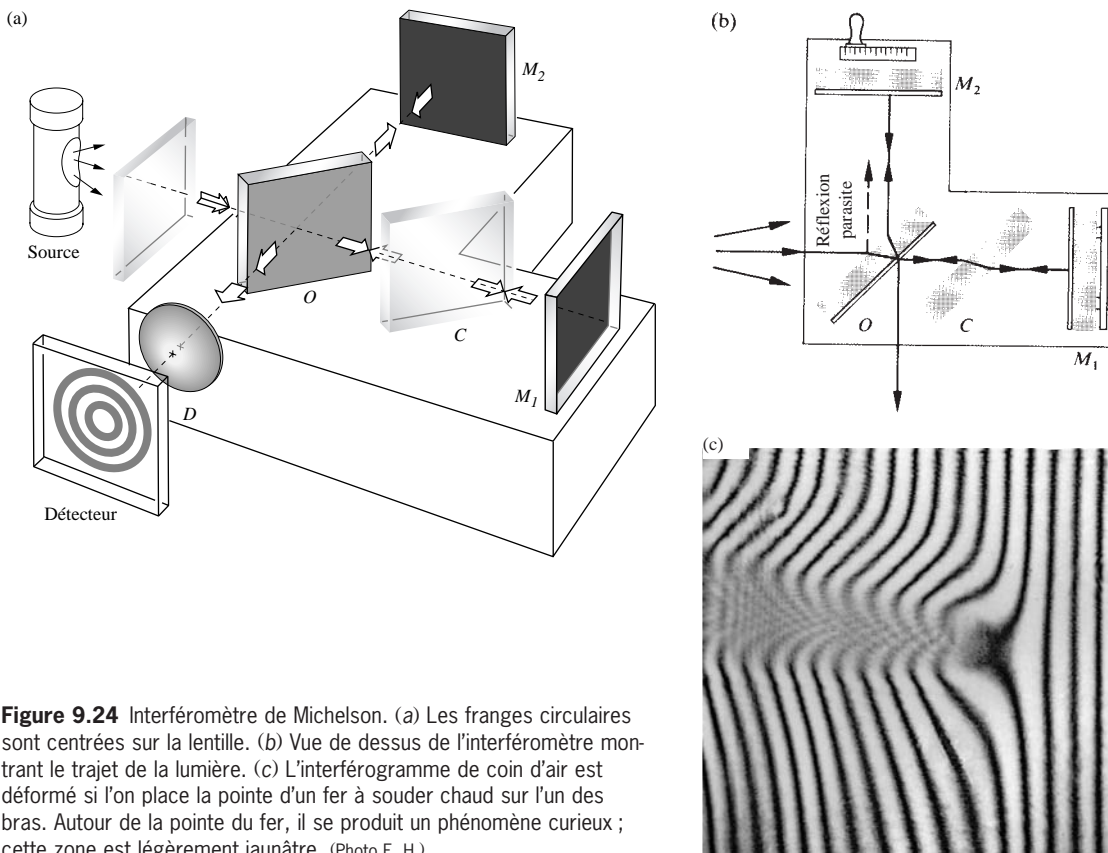 (a)
M₂
Source
O
C
M₁
D
Détecteur
(b)
M₂
Réflexion
parasite
O
C
M₁
(c)
Figure 9.24 Interféromètre de Michelson. (a) Les franges circulaires
sont centrées sur la lentille. (b) Vue de dessus de l'interféromètre mon-
trant le trajet de la lumière. (c) L'interférogramme de coin d'air est
déformé si l'on place la pointe d'un fer à souder chaud sur l'un des
bras. Autour de la pointe du fer, il se produit un phénomène curieux ;
cette zone est légèrement jaunâtre. (Photo E. H.)